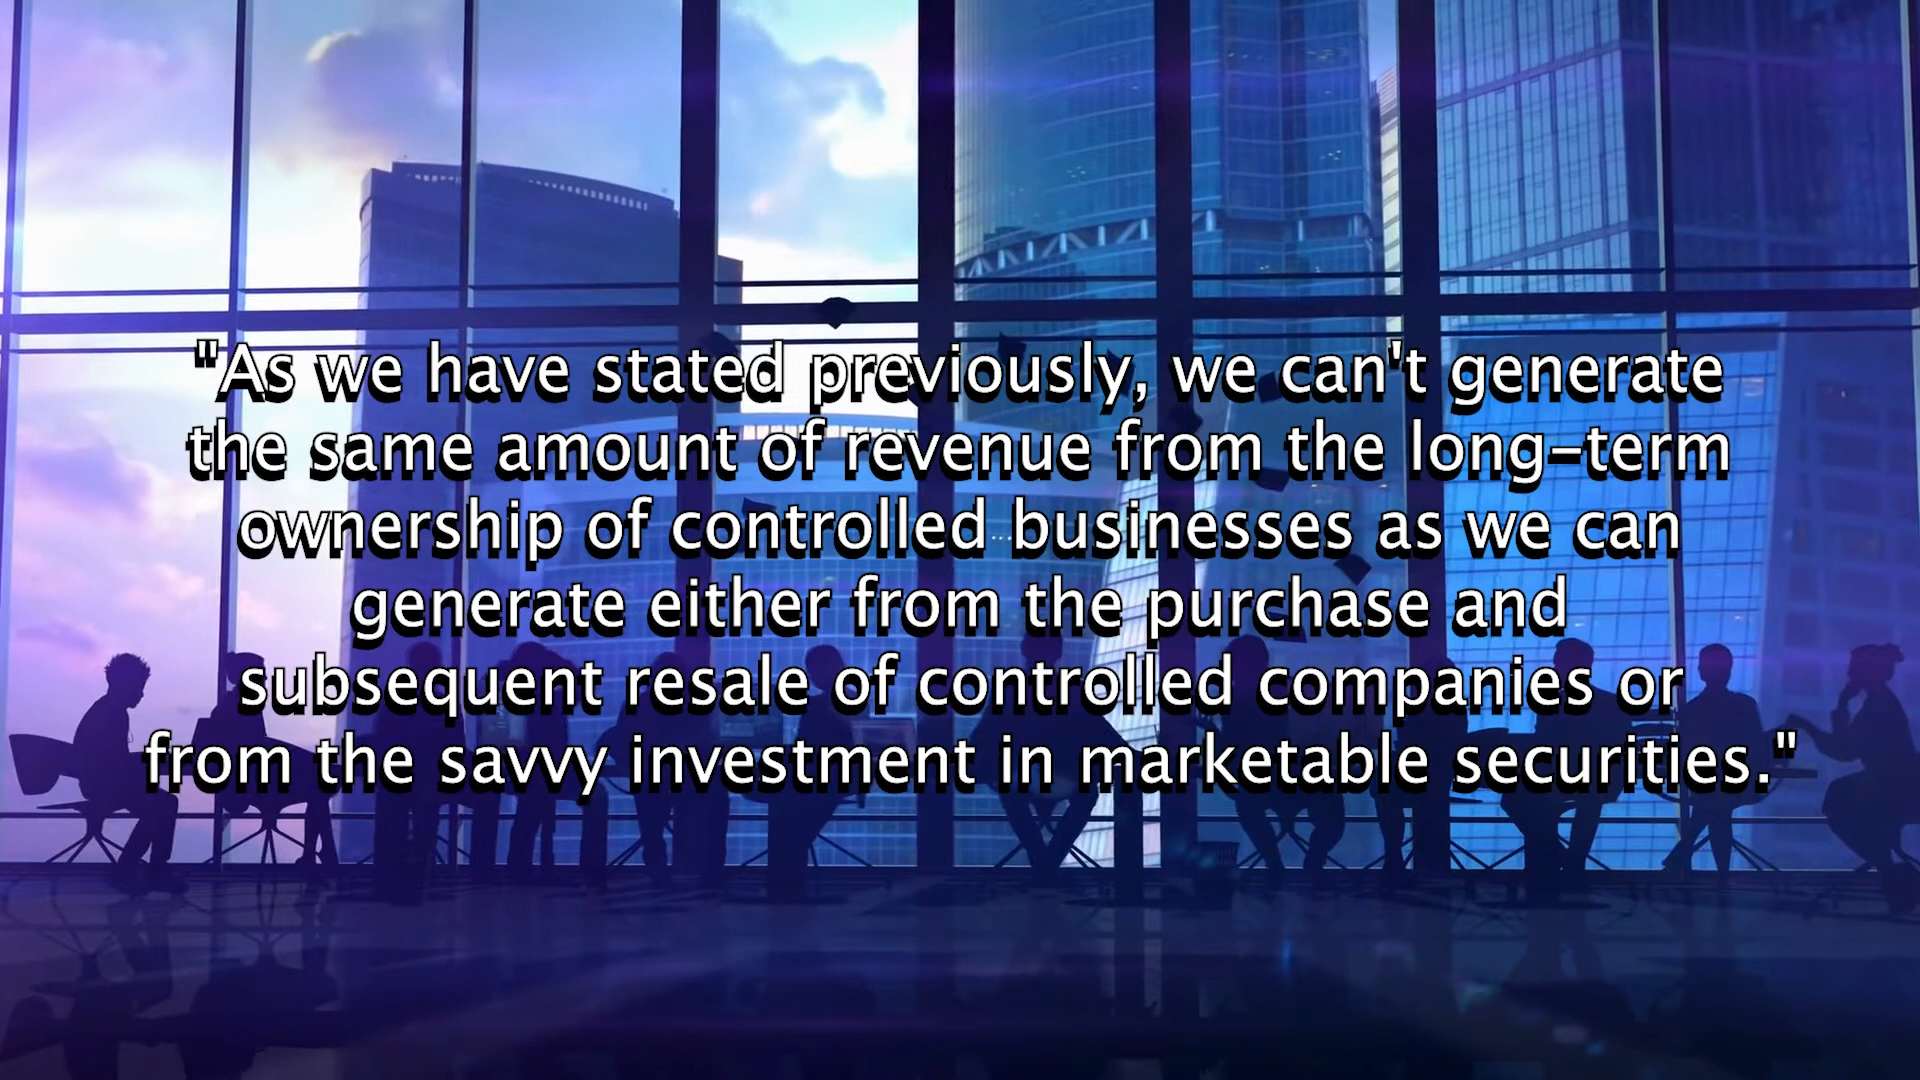 "As we have stated previously, we can't generate
the same amount of revenue from the long-term
ownership of controlled businesses as we can
generate either from the purchase and
subsequent resale of controlled companies or
from the savvy investment in marketable securities."